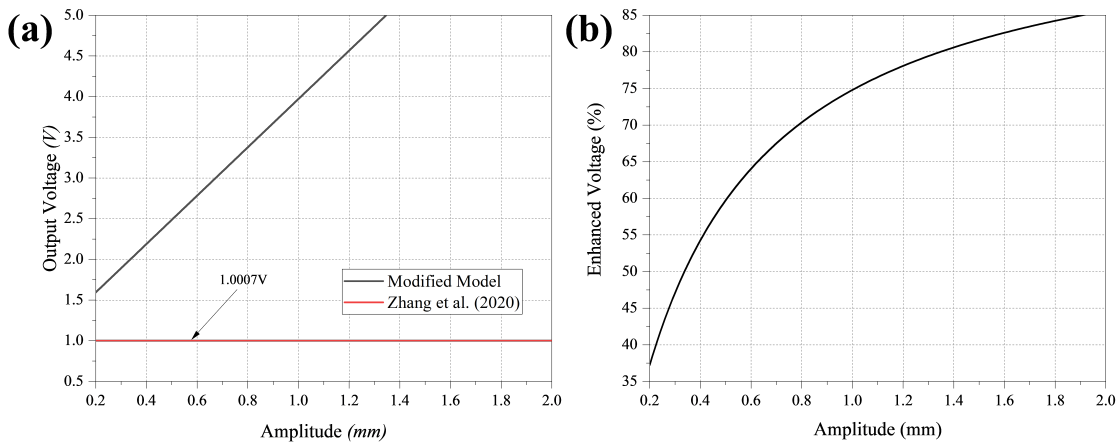 (a)
Output Voltage (V)
5.0
4.5
4.0
3.5
3.0
2.5
2.0
1.5
1.0
0.5
1.0007V
Modified Model
Zhang et al. (2020)
0.2 0.4 0.6 0.8 1.0 1.2 1.4 1.6 1.8 2.0
Amplitude (mm)
(b)
Enhanced Voltage (%)
85
80
75
70
65
60
55
50
45
40
35
0.2 0.4 0.6 0.8 1.0 1.2 1.4 1.6 1.8 2.0
Amplitude (mm)